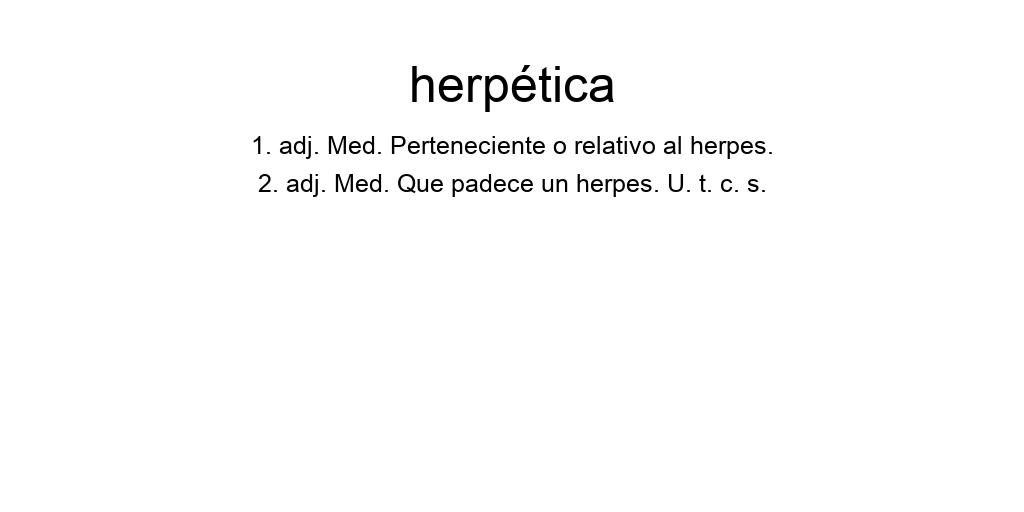 herpética
1. adj. Med. Perteneciente o relativo al herpes.
2. adj. Med. Que padece un herpes. U. t. c. s.